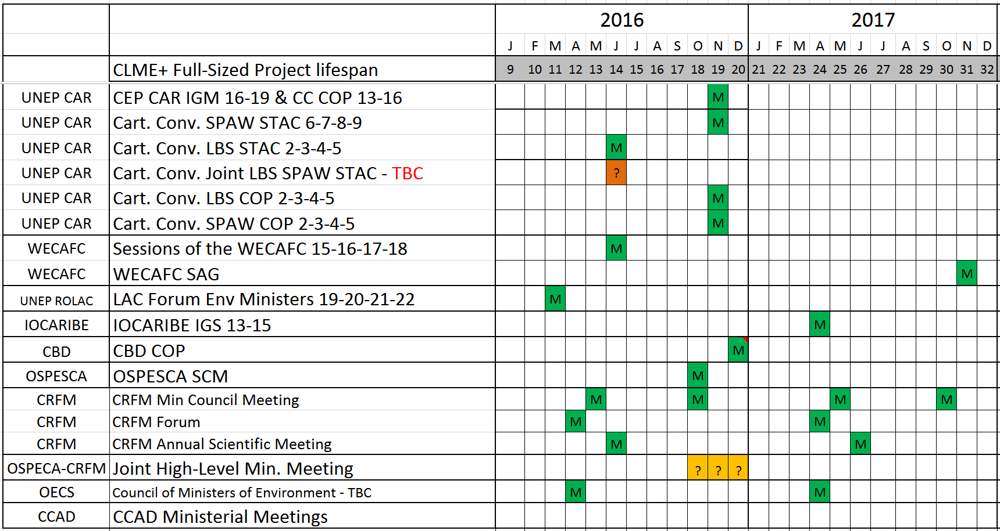 2016 2017
J F M A M J J A S O N D J F M A M J J A S O N D
CLME+ Full-Sized Project lifespan 9 10 11 12 13 14 15 16 17 18 19 20 21 22 23 24 25 26 27 28 29 30 31 32
UNEP CAR CEP CAR IGM 16-19 & CC COP 13-16 M
UNEP CAR Cart. Conv. SPAW STAC 6-7-8-9 M
UNEP CAR Cart. Conv. LBS STAC 2-3-4-5 M
UNEP CAR Cart. Conv. Joint LBS SPAW STAC - TBC ?
UNEP CAR Cart. Conv. LBS COP 2-3-4-5 M
UNEP CAR Cart. Conv. SPAW COP 2-3-4-5 M
WECAFC Sessions of the WECAFC 15-16-17-18 M
WECAFC WECAFC SAG M
UNEP ROLAC LAC Forum Env Ministers 19-20-21-22 M
IOCARIBE IOCARIBE IGS 13-15 M
CBD CBD COP M
OSPESCA OSPESCA SCM M
CRFM CRFM Min Council Meeting M M M M
CRFM CRFM Forum M M
CRFM CRFM Annual Scientific Meeting M M
OSPECA-CRFM Joint High-Level Min. Meeting ? ? ?
OECS Council of Ministers of Environment - TBC M M
CCAD CCAD Ministerial Meetings